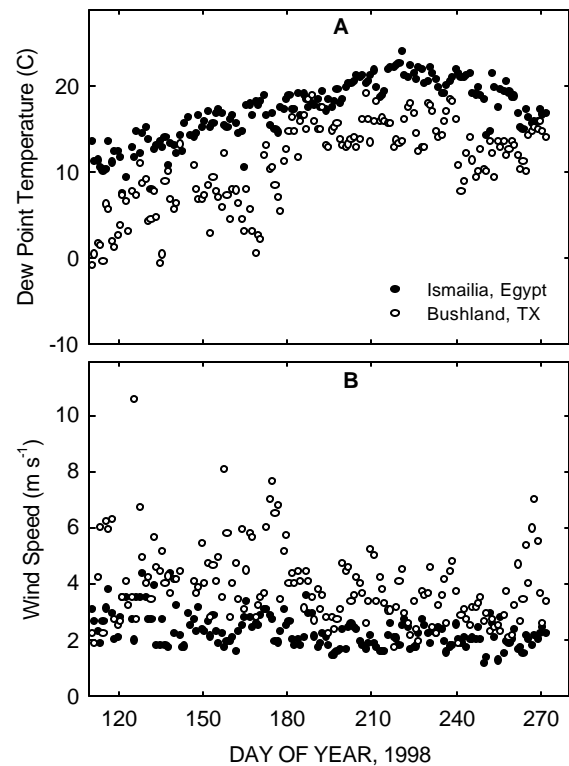 A
Dew Point Temperature (C)
20
10
0
-10
Ismailia, Egypt
Bushland, TX
B
Wind Speed (m s-1)
10
8
6
4
2
0
120 150 180 210 240 270
DAY OF YEAR, 1998